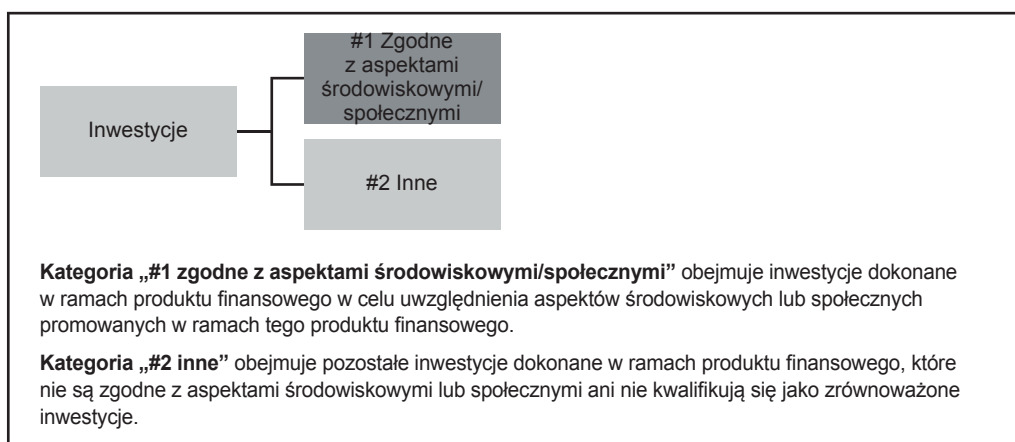 #1 Zgodne
z aspektami
środowiskowymi/
społecznymi
Inwestycje
#2 Inne
Kategoria „#1 zgodne z aspektami środowiskowymi/społecznymi” obejmuje inwestycje dokonane
w ramach produktu finansowego w celu uwzględnienia aspektów środowiskowych lub społecznych
promowanych w ramach tego produktu finansowego.
Kategoria „#2 inne” obejmuje pozostałe inwestycje dokonane w ramach produktu finansowego, które
nie są zgodne z aspektami środowiskowymi lub społecznymi ani nie kwalifikują się jako zrównoważone
inwestycje.